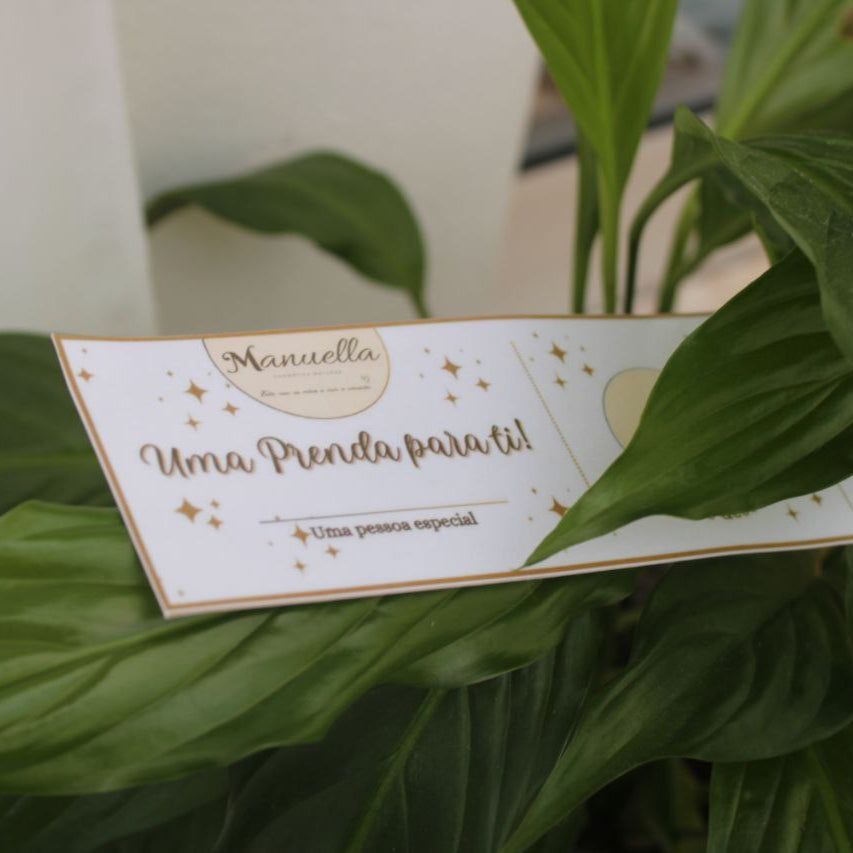 Manuella
Uma Prenda para ti!
Uma pessoa especial